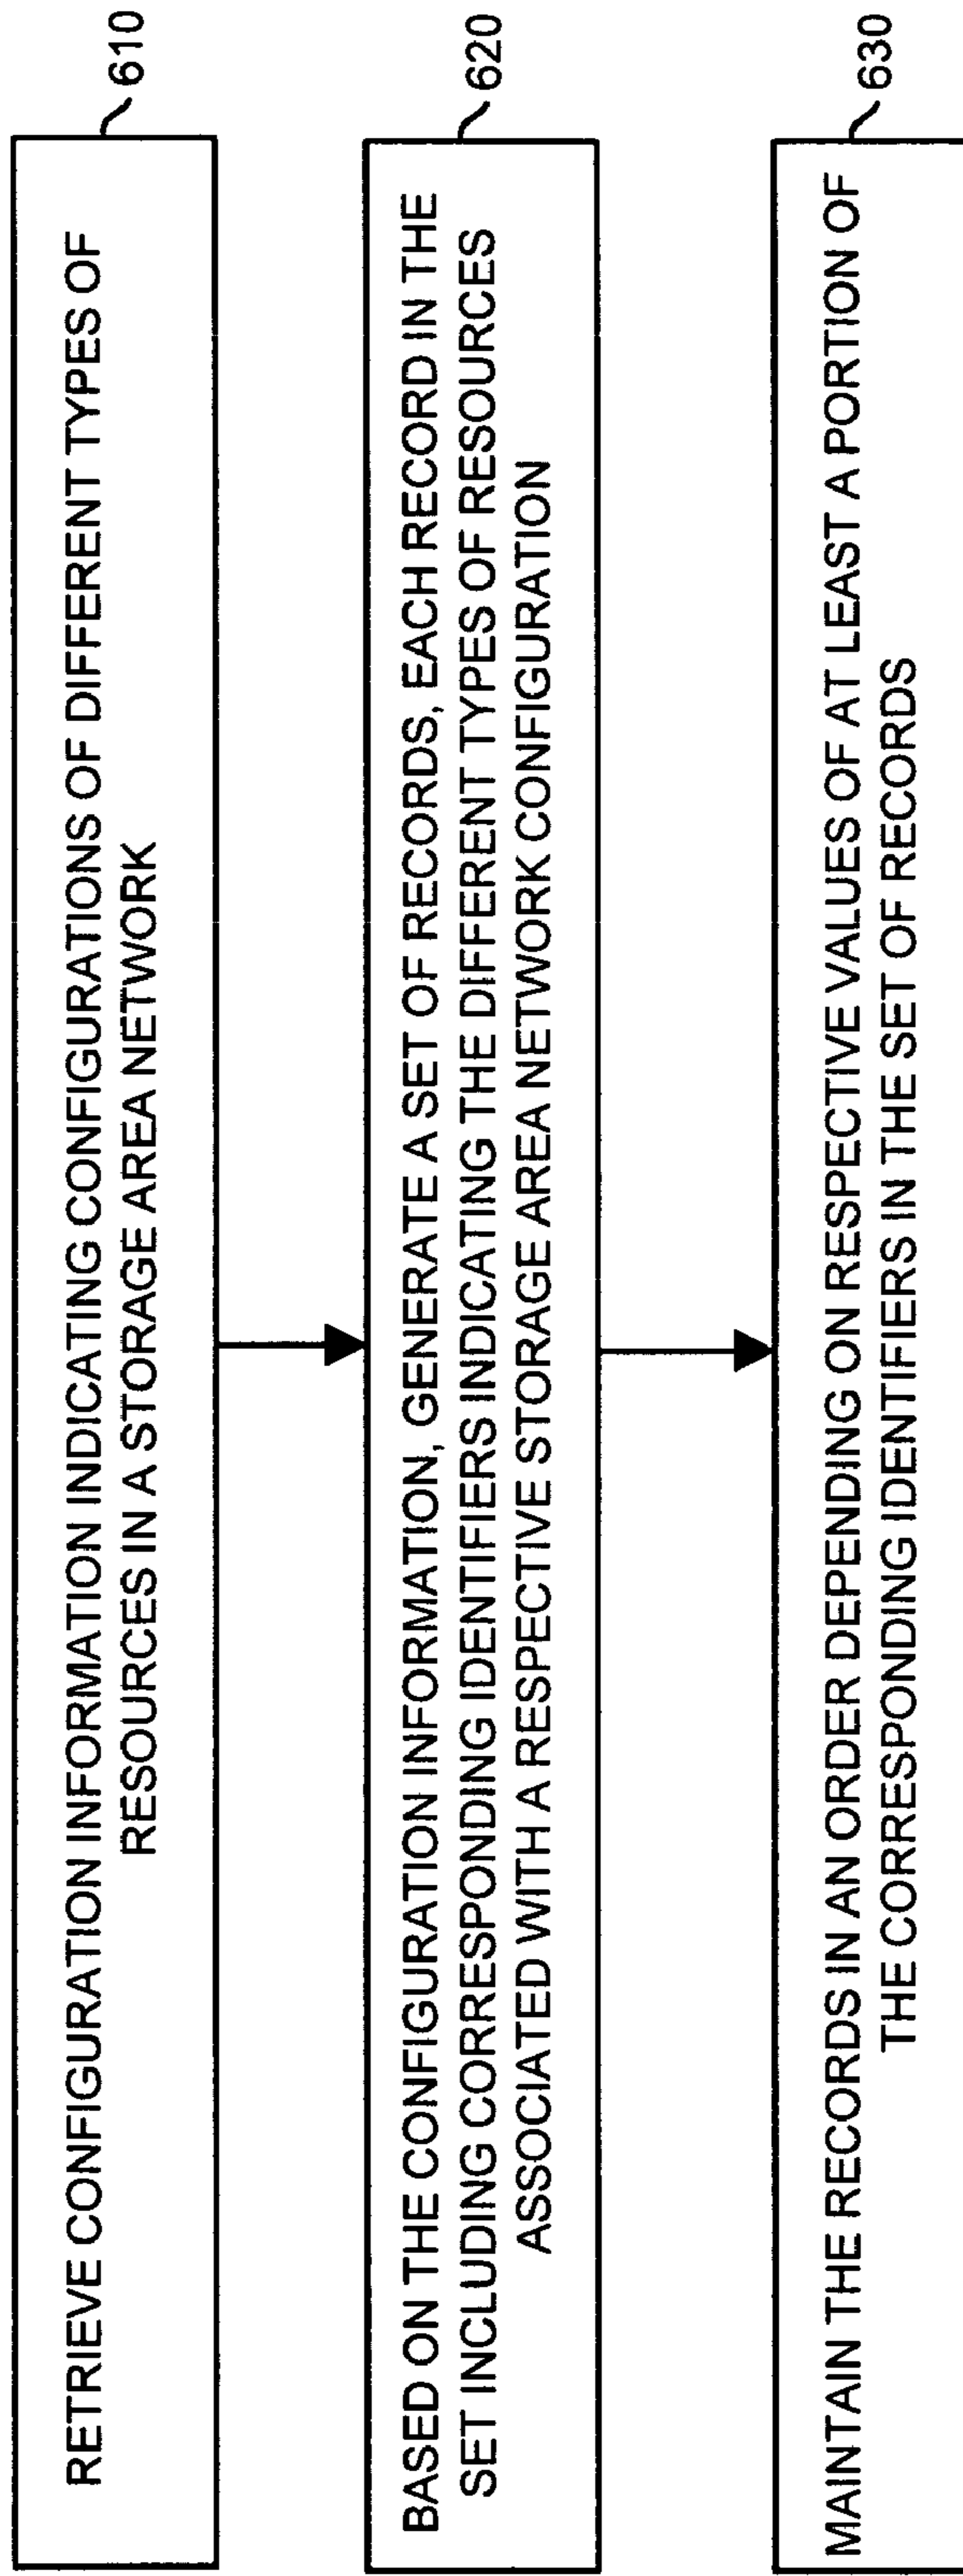 RETRIEVE CONFIGURATION INFORMATION INDICATING CONFIGURATIONS OF DIFFERENT TYPES OF
RESOURCES IN A STORAGE AREA NETWORK
610
BASED ON THE CONFIGURATION INFORMATION, GENERATE A SET OF RECORDS, EACH RECORD IN THE
SET INCLUDING CORRESPONDING IDENTIFIERS INDICATING THE DIFFERENT TYPES OF RESOURCES
ASSOCIATED WITH A RESPECTIVE STORAGE AREA NETWORK CONFIGURATION
620
MAINTAIN THE RECORDS IN AN ORDER DEPENDING ON RESPECTIVE VALUES OF AT LEAST A PORTION OF
THE CORRESPONDING IDENTIFIERS IN THE SET OF RECORDS
630